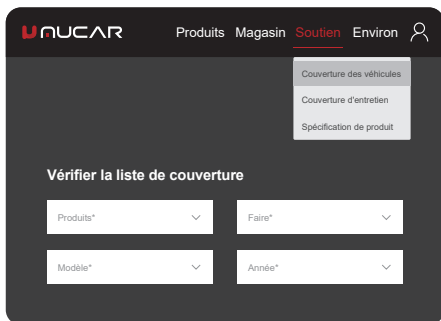 UNUCAR Produits Magasin Soutien Environ
Couverture des véhicules
Couverture d'entretien
Spécification de produit
Vérifier la liste de couverture
Produits* Faire*
Modèle* Année*